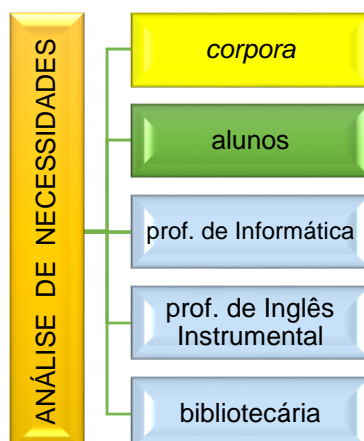 ANÁLISE DE NECESSIDADES
corpora
alunos
prof. de Informática
prof. de Inglês
Instrumental
bibliotecária